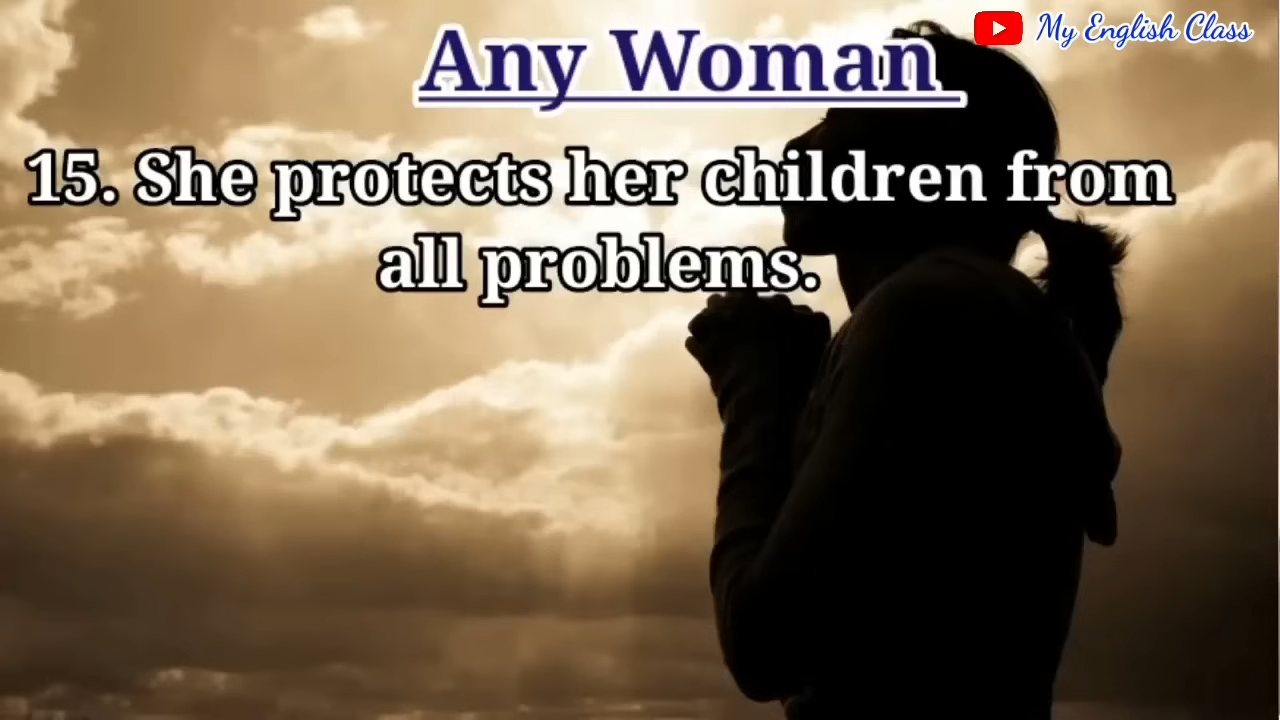 My English Class
Any Woman
15. She protects her children from
all problems.